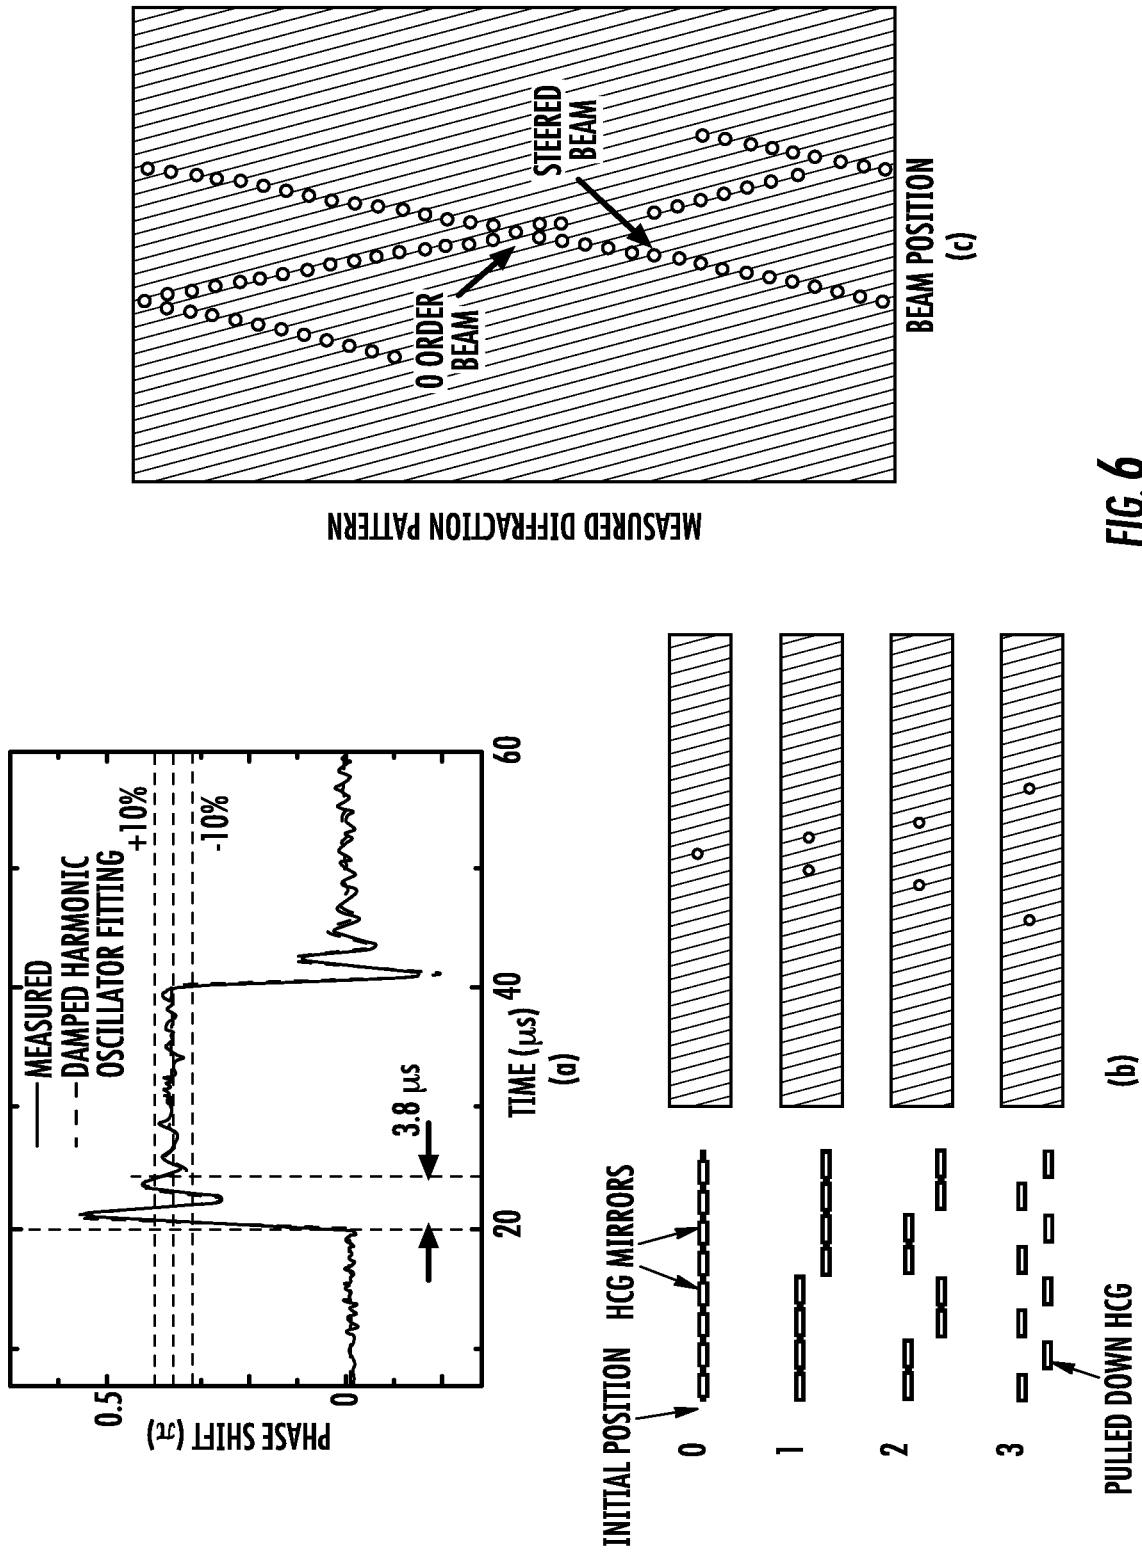 MEASURED
DAMPED HARMONIC
OSCILLATOR FITTING
+10%
-10%
3.8 μs
0.5
0
PHASE SHIFT (π)
20
40
60
TIME (μs)
(a)
INITIAL POSITION
HCG MIRRORS
0
1
2
3
PULLED DOWN HCG
(b)
MEASURED DIFFRACTION PATTERN
0 ORDER
BEAM
STEERED
BEAM
BEAM POSITION
(c)
FIG. 6